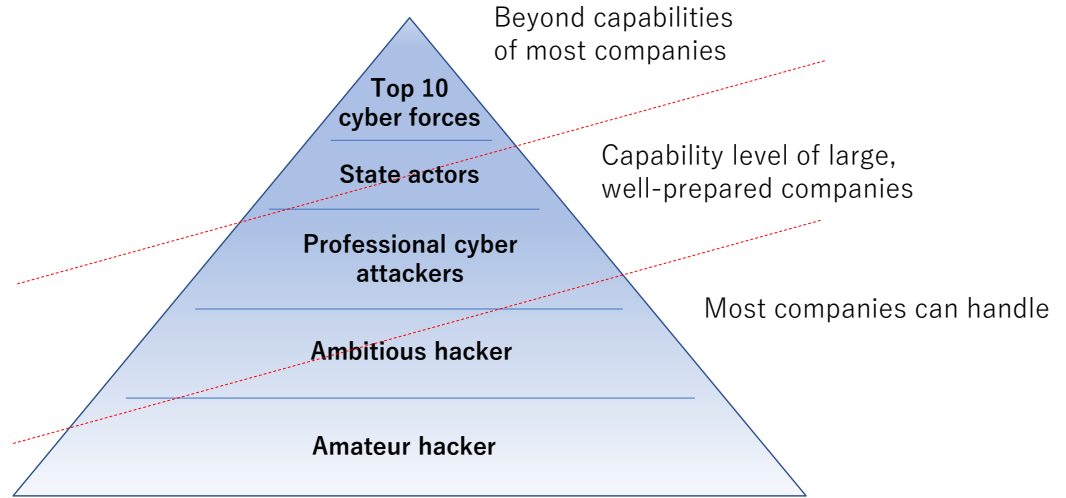 Beyond capabilities
of most companies
Top 10
cyber forces
State actors
Capability level of large,
well-prepared companies
Professional cyber
attackers
Most companies can handle
Ambitious hacker
Amateur hacker